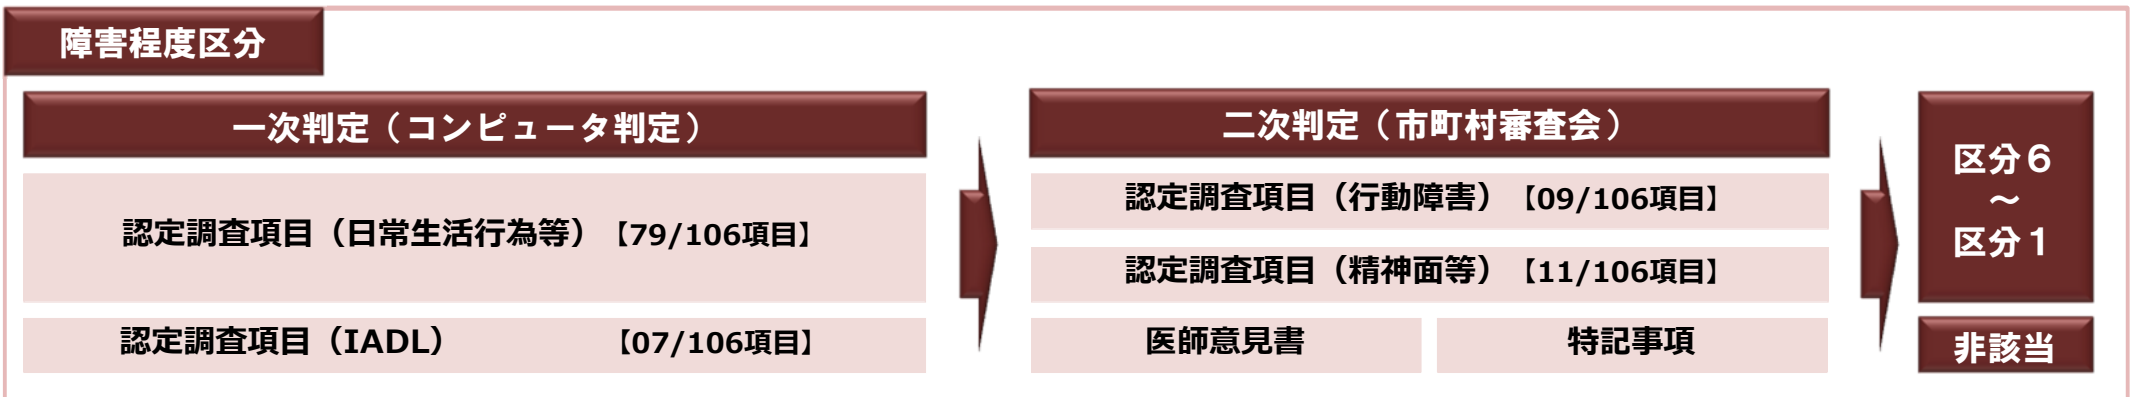 障害程度区分
一次判定（コンピュータ判定）
認定調査項目（日常生活行為等）【79/106項目】
認定調査項目（IADL）【07/106項目】
二次判定（市町村審査会）
認定調査項目（行動障害）【09/106項目】
認定調査項目（精神面等）【11/106項目】
医師意見書
特記事項
区分６
～
区分１
非該当